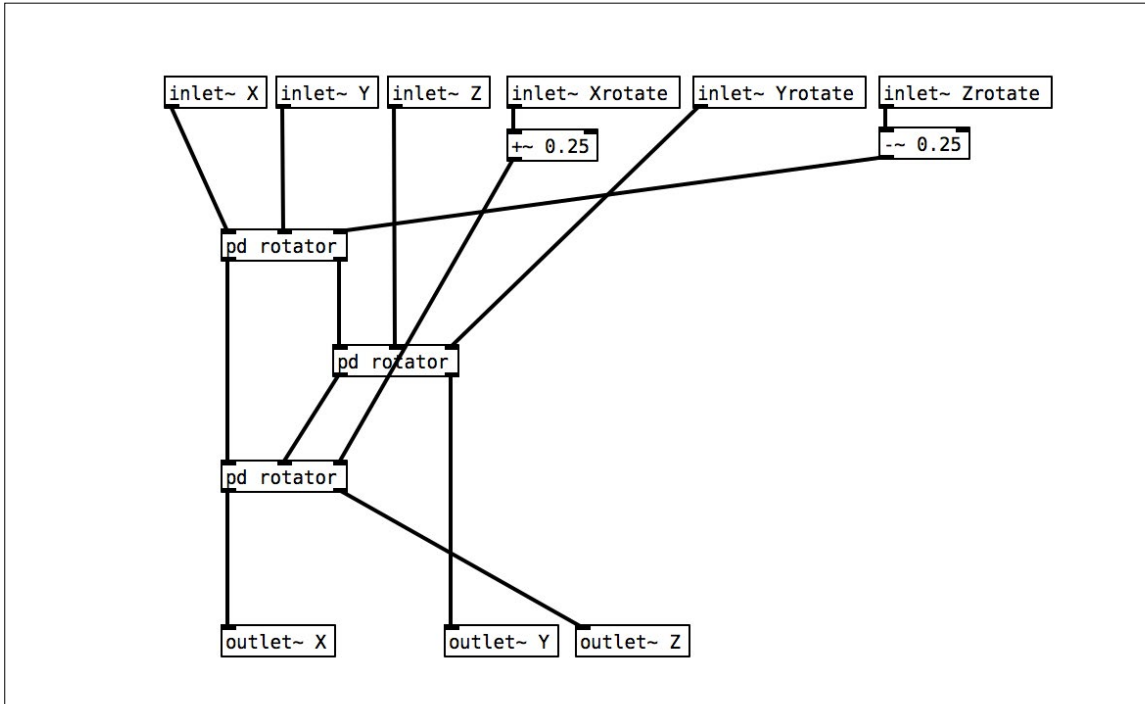 inlet~ X
inlet~ Y
inlet~ Z
inlet~ Xrotate
inlet~ Yrotate
inlet~ Zrotate
+~ 0.25
-~ 0.25
pd rotator
pd rotator
pd rotator
outlet~ X
outlet~ Y
outlet~ Z